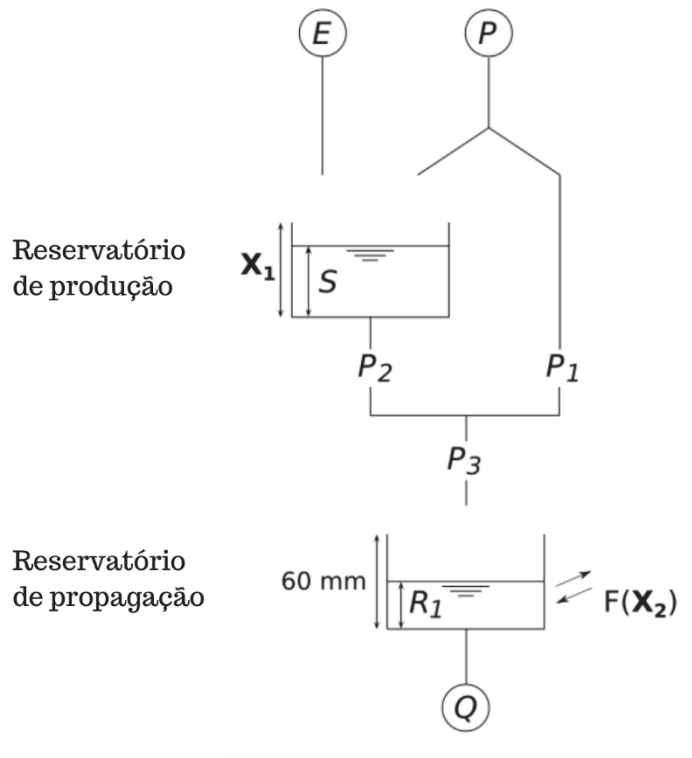 E
P
Reservatório
de produção
X₁
S
P₂
P₁
P₃
Reservatório
de propagação
60 mm
R₁
F(X₂)
Q